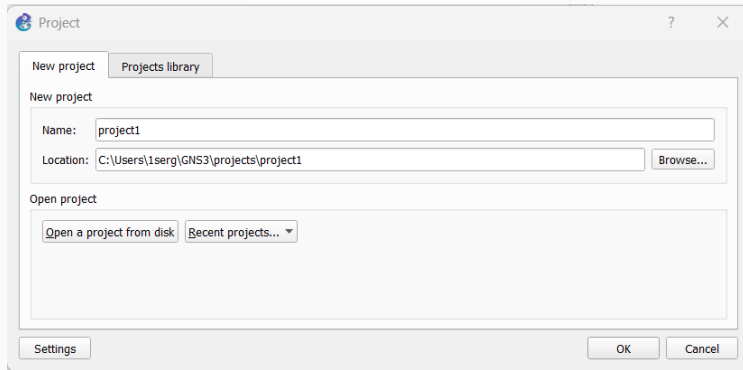 Project
New project Projects library
New project
Name: project1
Location: C:\Users\1serg\GNS3\projects\project1 Browse...
Open project
Open a project from disk Recent projects...
Settings OK Cancel